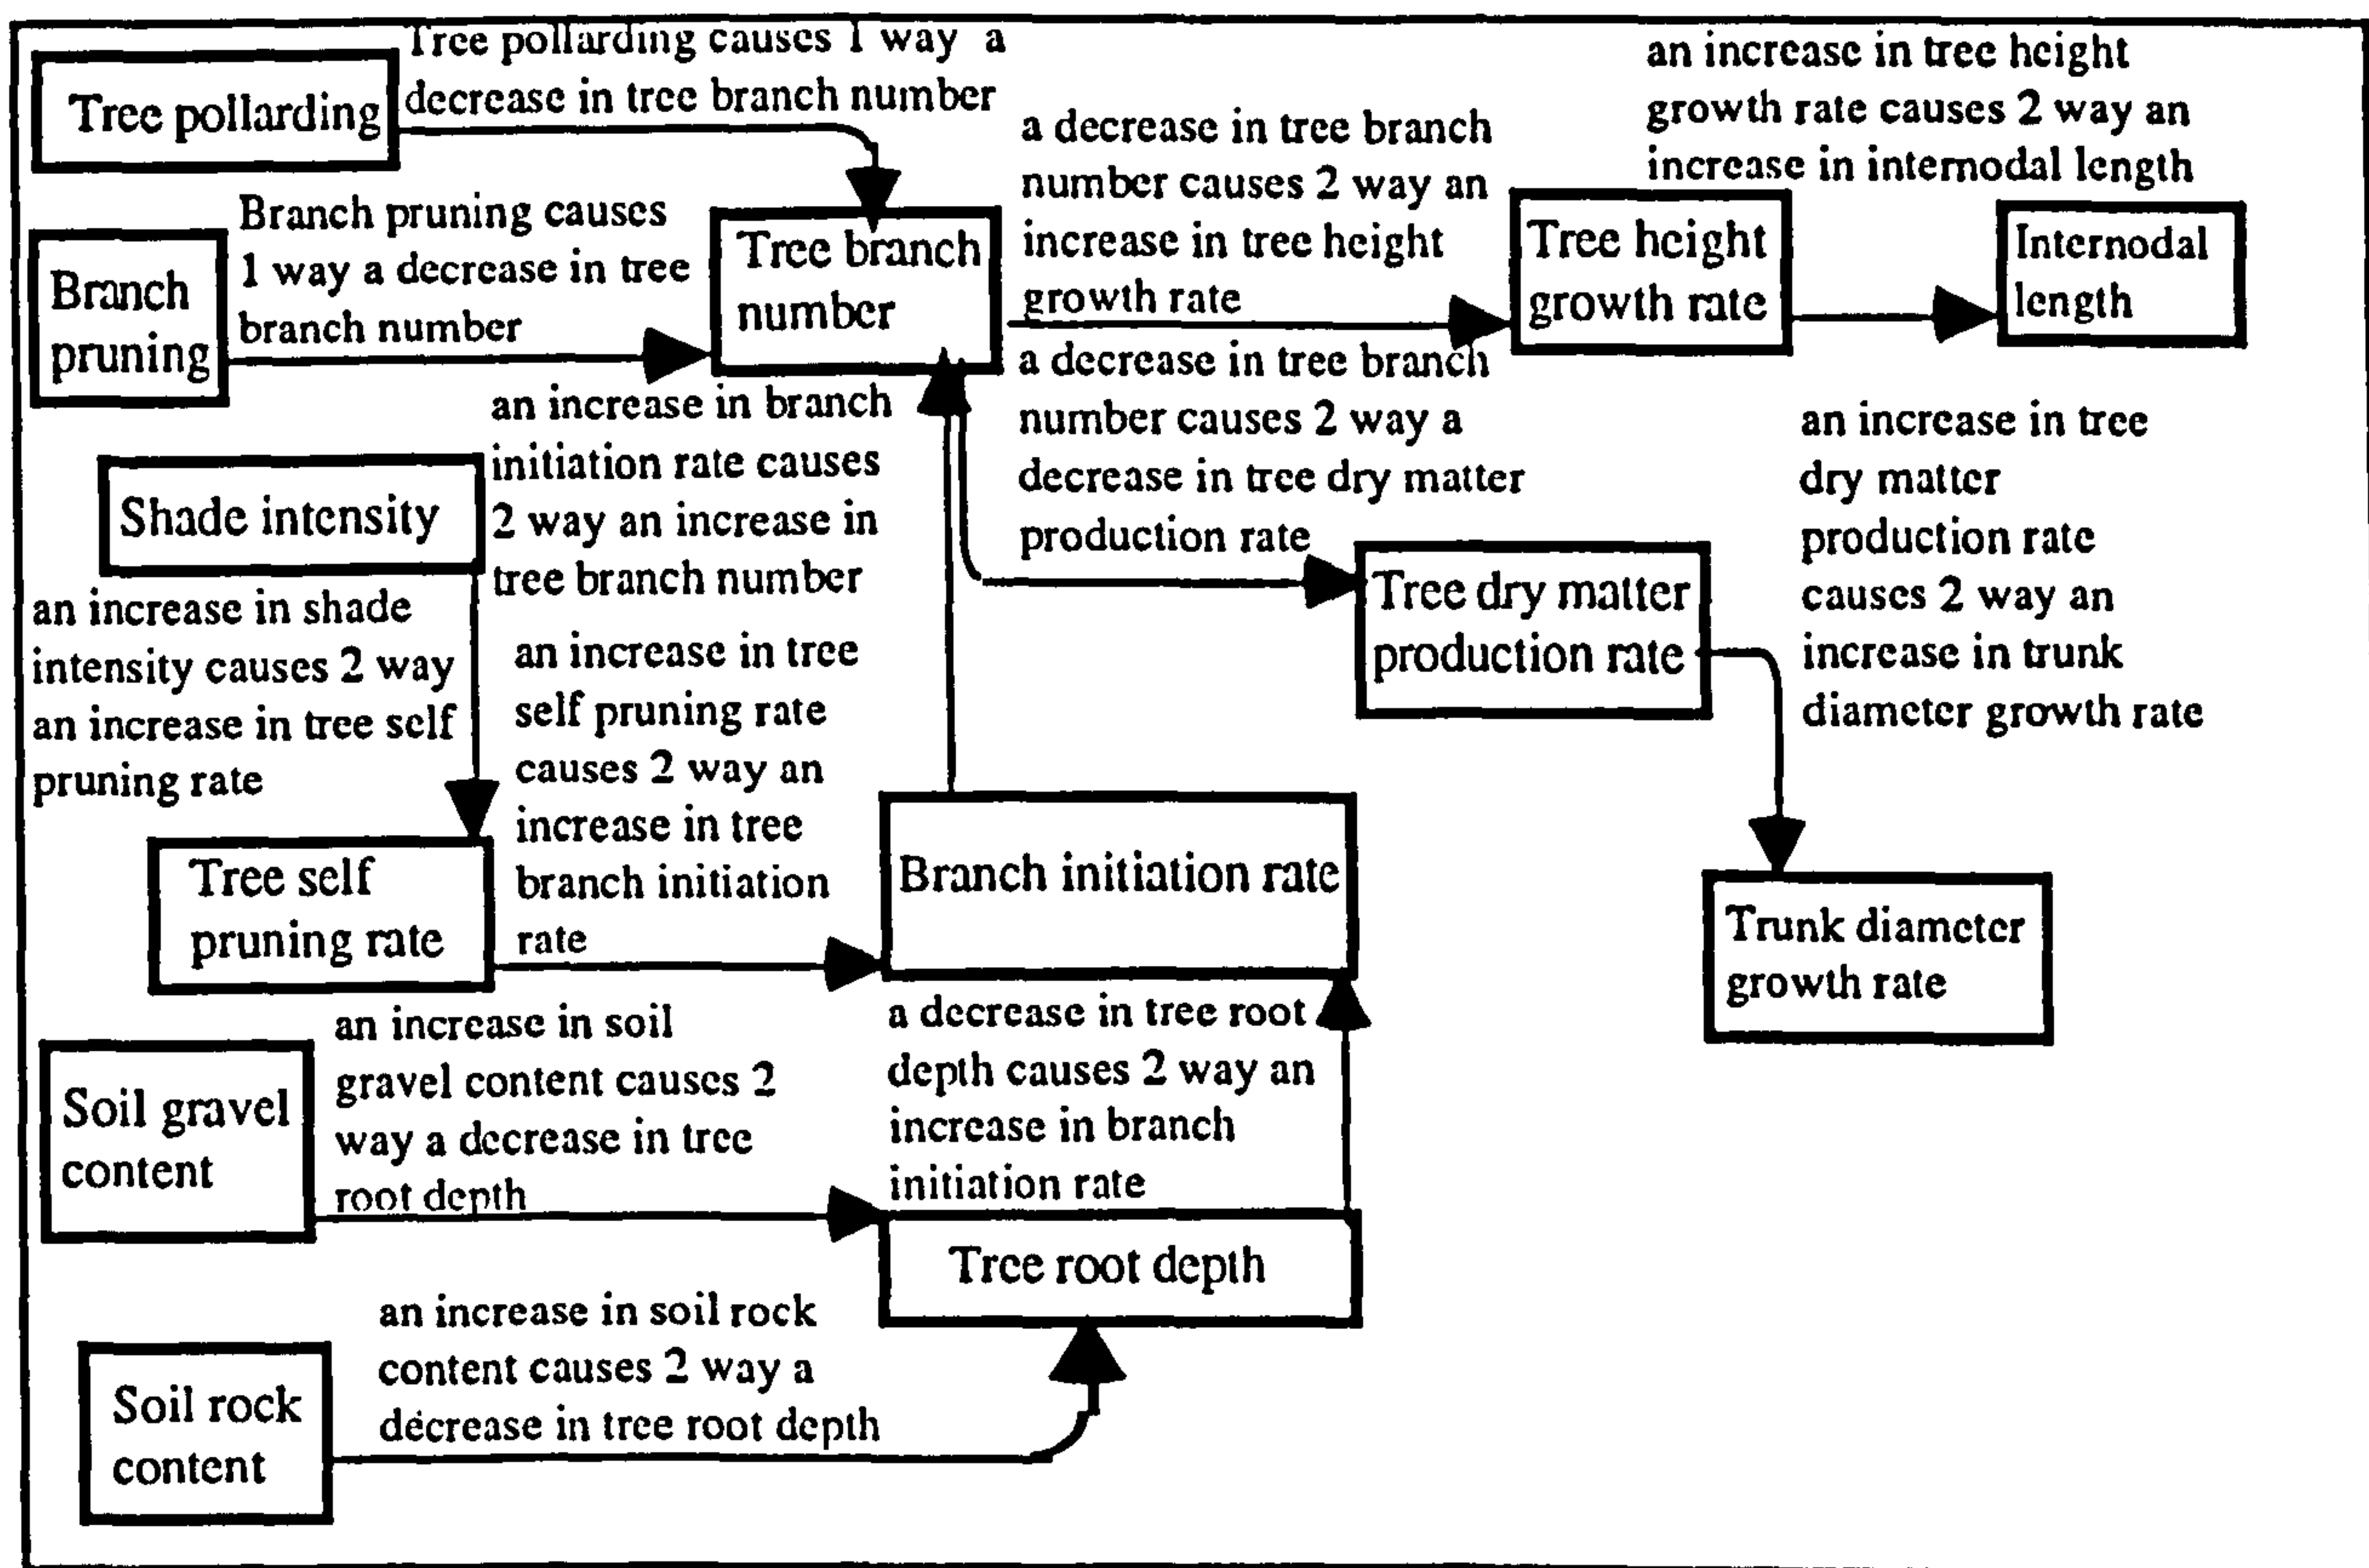 Tree pollarding causes 1 way a
decrease in tree branch number
Tree pollarding
an increase in tree height
growth rate causes 2 way an
increase in internodal length
a decrease in tree branch
number causes 2 way an
increase in tree height
growth rate
Branch pruning causes
1 way a decrease in tree
branch number
Branch
pruning
Tree branch
number
Tree height
growth rate
Internodal
length
a decrease in tree branch
number causes 2 way a
decrease in tree dry matter
production rate
an increase in branch
initiation rate causes
2 way an increase in
tree branch number
an increase in tree
dry matter
production rate
causes 2 way an
increase in trunk
diameter growth rate
Shade intensity
Tree dry matter
production rate
an increase in shade
intensity causes 2 way
an increase in tree self
pruning rate
an increase in tree
self pruning rate
causes 2 way an
increase in tree
branch initiation
rate
Tree self
pruning rate
Branch initiation rate
Trunk diameter
growth rate
an increase in soil
gravel content causes 2
way a decrease in tree
root depth
a decrease in tree root
depth causes 2 way an
increase in branch
initiation rate
Soil gravel
content
Tree root depth
an increase in soil rock
content causes 2 way a
decrease in tree root depth
Soil rock
content